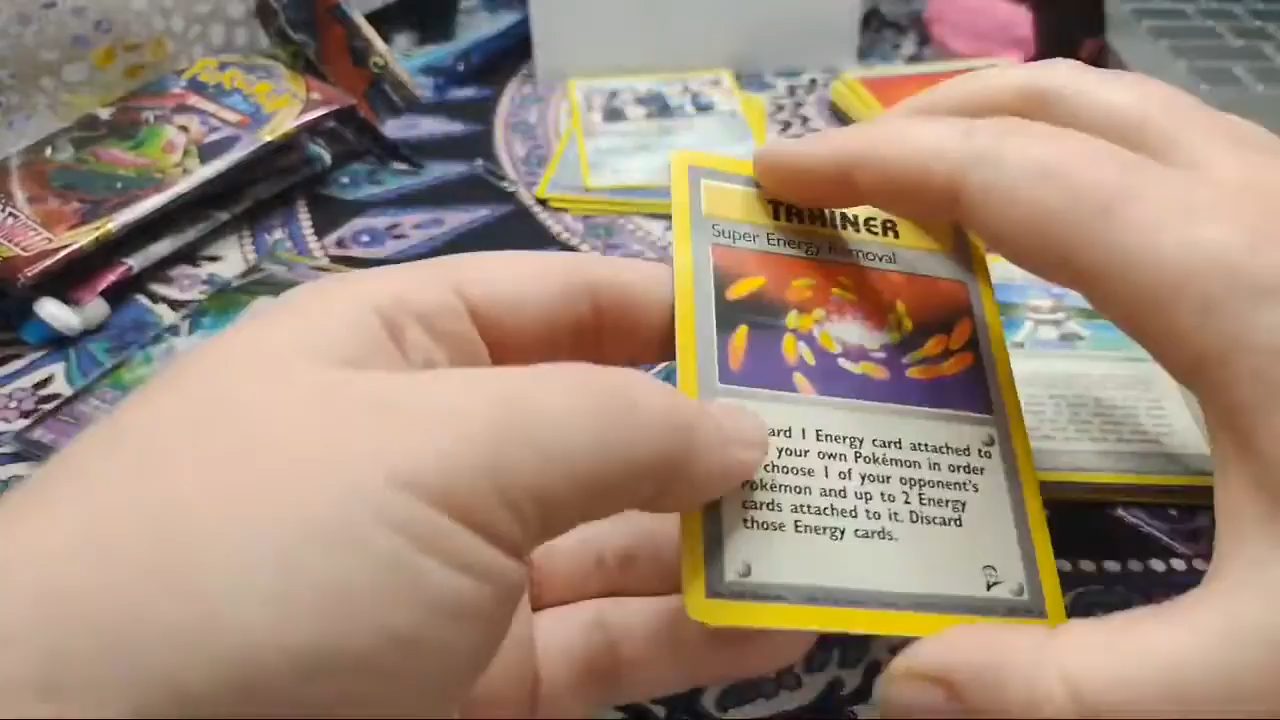 Pokémon
TRAINER
Super Energy Removal
ard 1 Energy card attached to
your own Pokémon in order
choose 1 of your opponent's
Pokémon and up to 2 Energy
cards attached to it. Discard
those Energy cards.